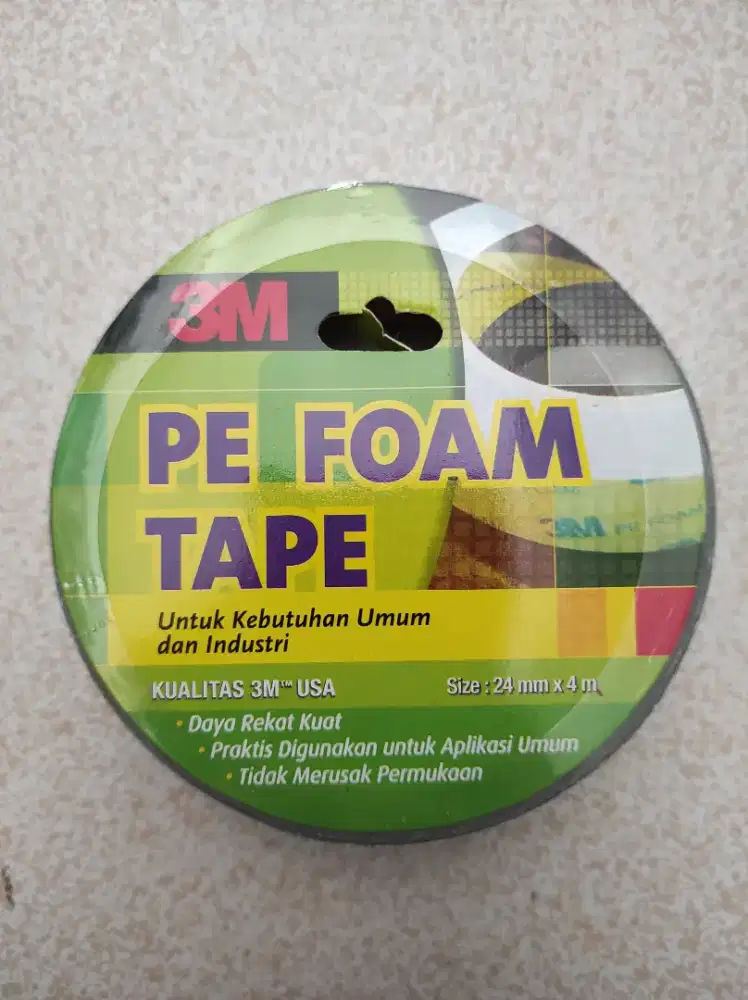 3M
PE FOAM
TAPE
Untuk Kebutuhan Umum
dan Industri
KUALITAS 3M™ USA
Size : 24 mm x 4 m
• Daya Rekat Kuat
• Praktis Digunakan untuk Aplikasi Umum
• Tidak Merusak Permukaan